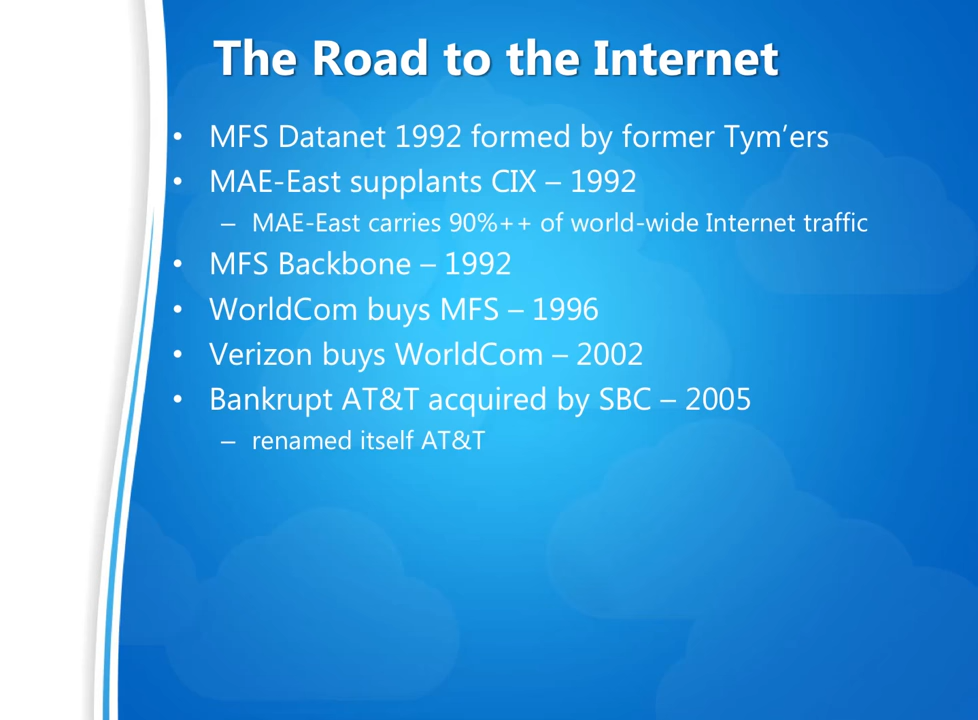 The Road to the Internet
• MFS Datanet 1992 formed by former Tym'ers
• MAE-East supplants CIX – 1992
– MAE-East carries 90%++ of world-wide Internet traffic
• MFS Backbone – 1992
• WorldCom buys MFS – 1996
• Verizon buys WorldCom – 2002
• Bankrupt AT&T acquired by SBC – 2005
– renamed itself AT&T